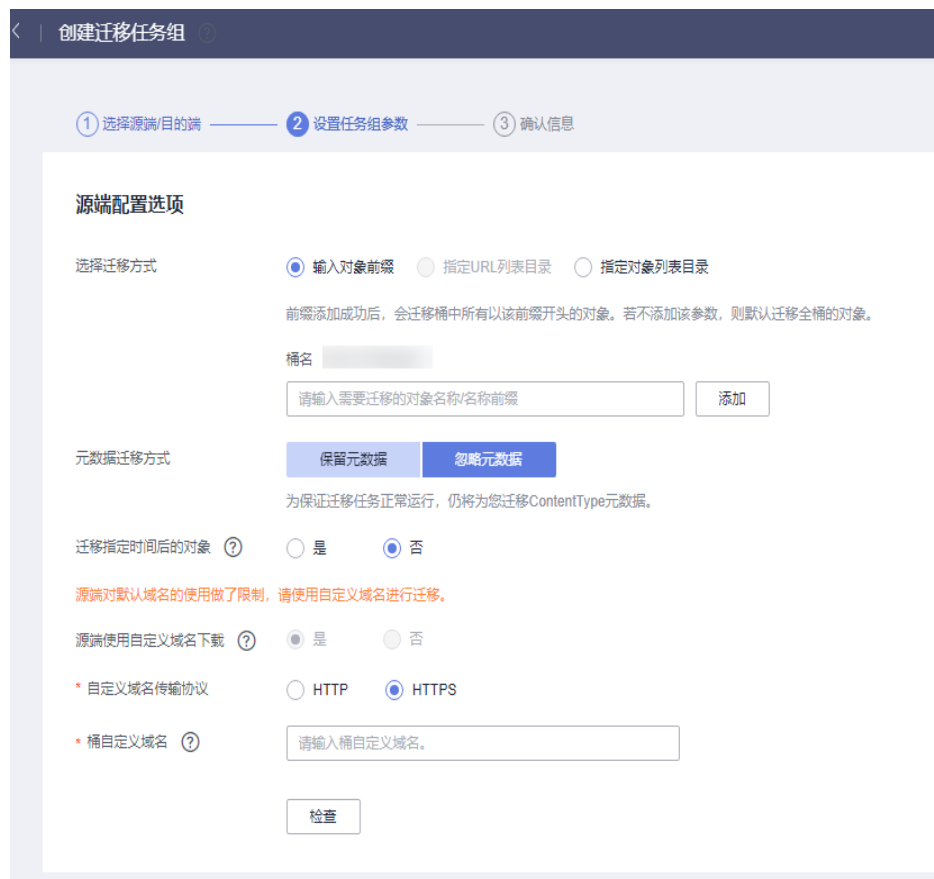 创建迁移任务组 ?
1 选择源端/目的端 2 设置任务组参数 3 确认信息
源端配置选项
选择迁移方式 输入对象前缀 指定URL列表目录 指定对象列表目录
前缀添加成功后，会迁移桶中所有以该前缀开头的对象。若不添加该参数，则默认迁移全桶的对象。
桶名
请输入需要迁移的对象名称/名称前缀 添加
元数据迁移方式 保留元数据 忽略元数据
为保证迁移任务正常运行，仍将为您迁移ContentType元数据。
迁移指定时间后的对象 ? 是 否
源端对默认域名的使用做了限制，请使用自定义域名进行迁移。
源端使用自定义域名下载 ? 是 否
* 自定义域名传输协议 HTTP HTTPS
* 桶自定义域名 ? 请输入桶自定义域名。
检查